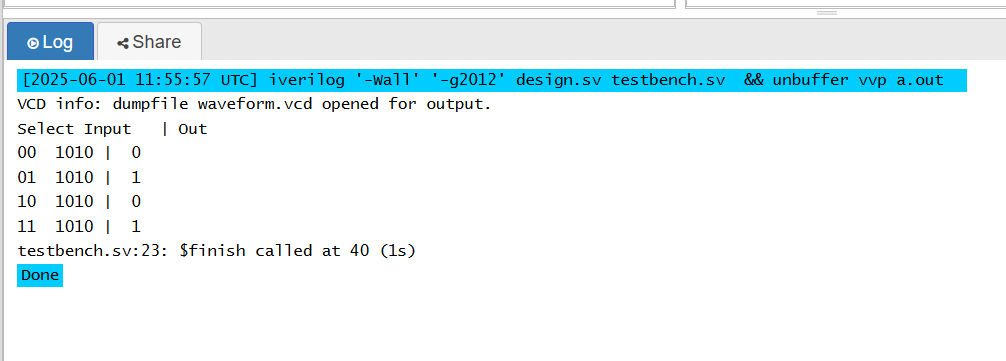 Log Share
[2025-06-01 11:55:57 UTC] iverilog '-Wall' '-g2012' design.sv testbench.sv  && unbuffer vvp a.out
VCD info: dumpfile waveform.vcd opened for output.
Select Input   | Out
00  1010 |  0
01  1010 |  1
10  1010 |  0
11  1010 |  1
testbench.sv:23: $finish called at 40 (1s)
Done